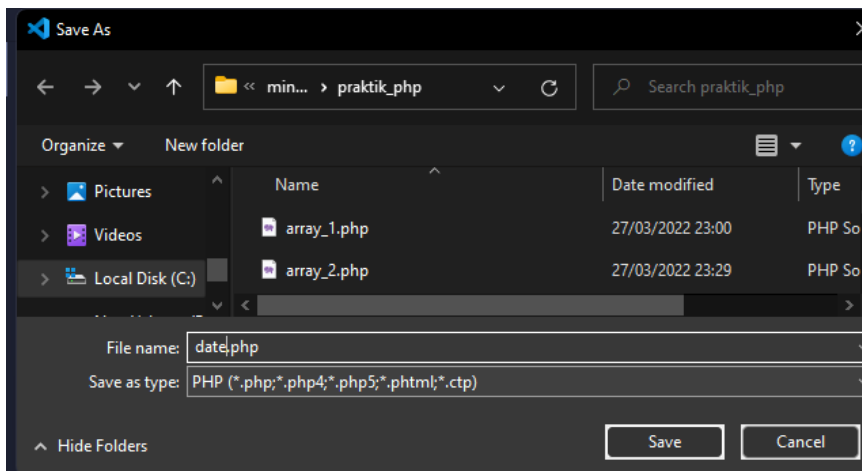 Save As
« min... › praktik_php
Search praktik_php
Organize
New folder
Pictures
Videos
Local Disk (C:)
Name
Date modified
Type
array_1.php
27/03/2022 23:00
PHP So
array_2.php
27/03/2022 23:29
PHP So
File name: date.php
Save as type: PHP (*.php;*.php4;*.php5;*.phtml;*.ctp)
Hide Folders
Save
Cancel